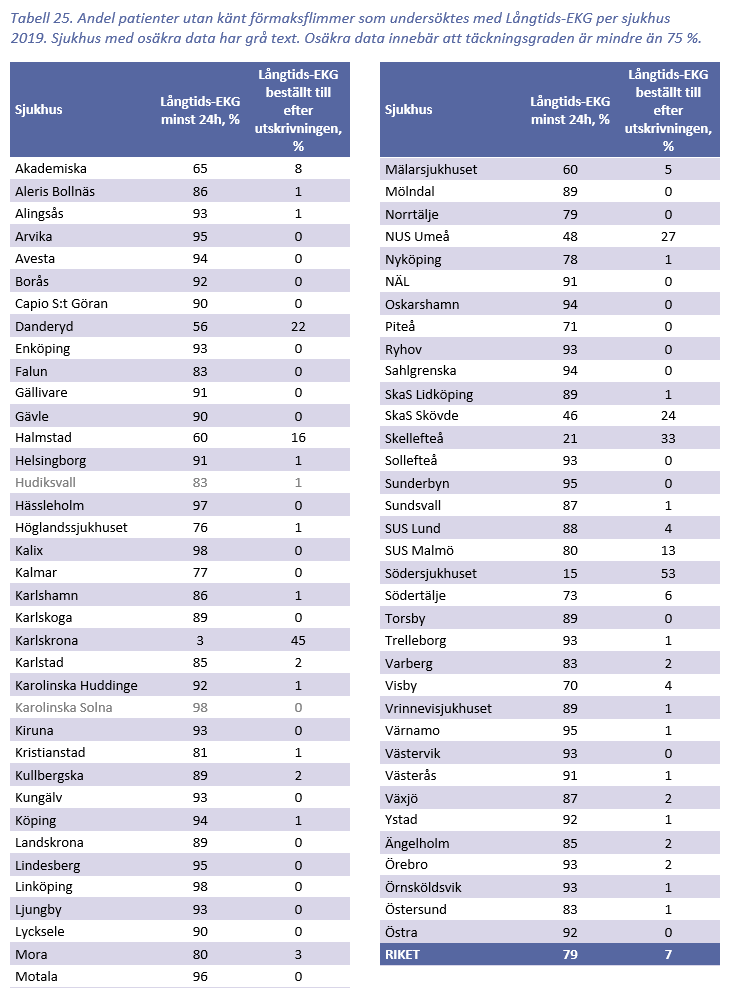 Tabell 25. Andel patienter utan känt förmaksflimmer som undersöktes med Långtids-EKG per sjukhus
2019. Sjukhus med osäkra data har grå text. Osäkra data innebär att täckningsgraden är mindre än 75 %.
Sjukhus Långtids-EKG minst 24h, % Långtids-EKG beställt till efter utskrivningen, %
Akademiska 65 8
Aleris Bollnäs 86 1
Alingsås 93 1
Arvika 95 0
Avesta 94 0
Borås 92 0
Capio S:t Göran 90 0
Danderyd 56 22
Enköping 93 0
Falun 83 0
Gällivare 91 0
Gävle 90 0
Halmstad 60 16
Helsingborg 91 1
Hudiksvall 83 1
Hässleholm 97 0
Höglandssjukhuset 76 1
Kalix 98 0
Kalmar 77 0
Karlshamn 86 1
Karlskoga 89 0
Karlskrona 3 45
Karlstad 85 2
Karolinska Huddinge 92 1
Karolinska Solna 98 0
Kiruna 93 0
Kristianstad 81 1
Kullbergska 89 2
Kungälv 93 0
Köping 94 1
Landskrona 89 0
Lindesberg 95 0
Linköping 98 0
Ljungby 93 0
Lycksele 90 0
Mora 80 3
Motala 96 0
Sjukhus Långtids-EKG minst 24h, % Långtids-EKG beställt till efter utskrivningen, %
Mälarsjukhuset 60 5
Mölndal 89 0
Norrtälje 79 0
NUS Umeå 48 27
Nyköping 78 1
NÄL 91 0
Oskarshamn 94 0
Piteå 71 0
Ryhov 93 0
Sahlgrenska 94 0
SkaS Lidköping 89 1
SkaS Skövde 46 24
Skellefteå 21 33
Sollefteå 93 0
Sunderbyn 95 0
Sundsvall 87 1
SUS Lund 88 4
SUS Malmö 80 13
Södersjukhuset 15 53
Södertälje 73 6
Torsby 89 0
Trelleborg 93 1
Varberg 83 2
Visby 70 4
Vrinnevisjukhuset 89 1
Värnamo 95 1
Västervik 93 0
Västerås 91 1
Växjö 87 2
Ystad 92 1
Ängelholm 85 2
Örebro 93 2
Örnsköldsvik 93 1
Östersund 83 1
Östra 92 0
RIKET 79 7